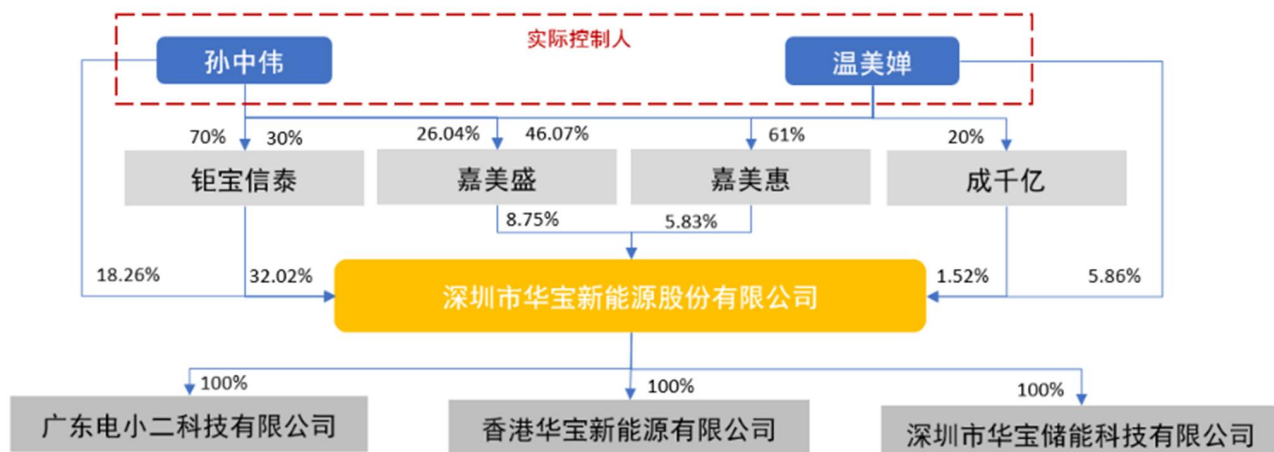 实际控制人
孙中伟
温美婵
70%
30%
26.04%
46.07%
61%
20%
钜宝信泰
嘉美盛
嘉美惠
成千亿
8.75%
5.83%
18.26%
32.02%
1.52%
5.86%
深圳市华宝新能源股份有限公司
100%
100%
100%
广东电小二科技有限公司
香港华宝新能源有限公司
深圳市华宝储能科技有限公司